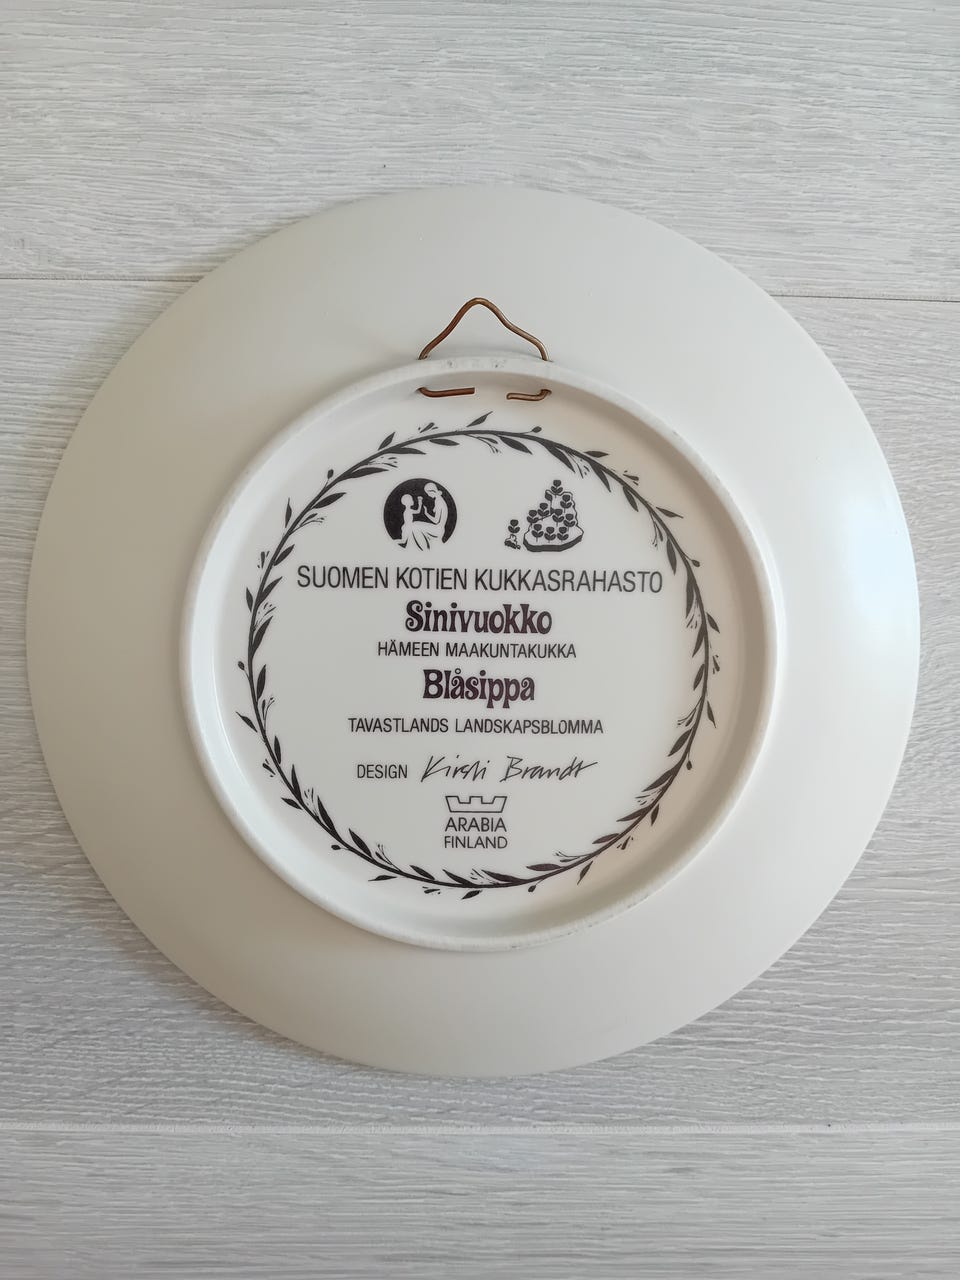 SUOMEN KOTIEN KUKKASRAHASTO
Sinivuokko
HÄMEEN MAAKUNTAKUKKA
Blåsippa
TAVASTLANDS LANDSKAPSBLOMMA
DESIGN Kirsti Brandt
ARABIA
FINLAND